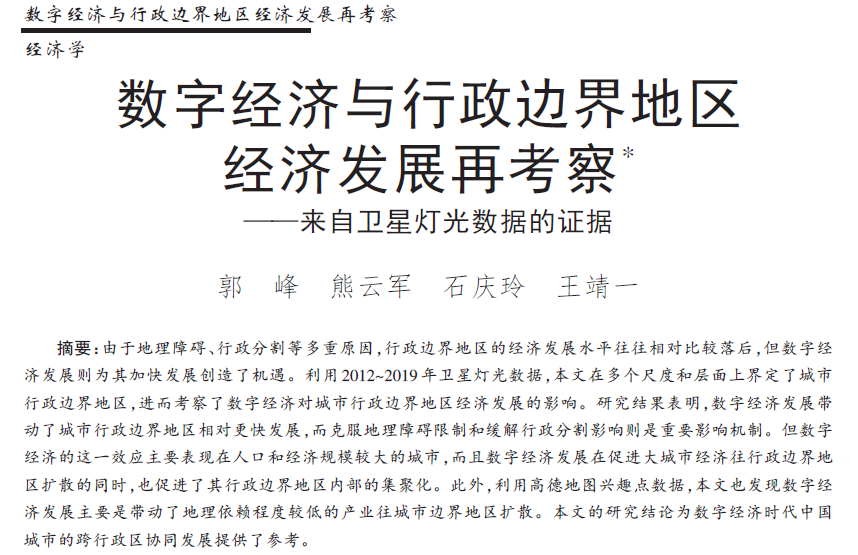 数字经济与行政边界地区经济发展再考察
经济学
数字经济与行政边界地区
经济发展再考察*
——来自卫星灯光数据的证据
郭 峰 熊云军 石庆玲 王靖一
摘要:由于地理障碍、行政分割等多重原因,行政边界地区的经济发展水平往往相对比较落后,但数字经
济发展则为其加快发展创造了机遇。利用2012~2019年卫星灯光数据,本文在多个尺度和层面上界定了城市
行政边界地区,进而考察了数字经济对城市行政边界地区经济发展的影响。研究结果表明,数字经济发展带
动了城市行政边界地区相对更快发展,而克服地理障碍限制和缓解行政分割影响则是重要影响机制。但数字
经济的这一效应主要表现在人口和经济规模较大的城市,而且数字经济发展在促进大城市经济往行政边界地
区扩散的同时,也促进了其行政边界地区内部的集聚化。此外,利用高德地图兴趣点数据,本文也发现数字经
济发展主要是带动了地理依赖程度较低的产业往城市边界地区扩散。本文的研究结论为数字经济时代中国
城市的跨行政区协同发展提供了参考。